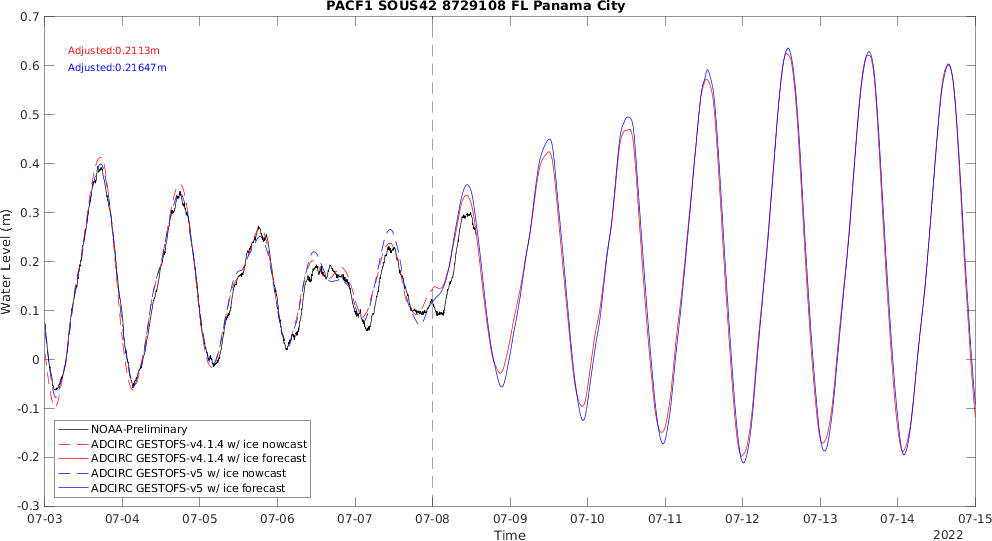 PACF1 SOUS42 8729108 FL Panama City
0.7
0.6
0.5
0.4
0.3
0.2
0.1
0
-0.1
-0.2
-0.3
Water Level (m)
Adjusted:0.2113m
Adjusted:0.21647m
NOAA-Preliminary
ADCIRC GESTOFS-v4.1.4 w/ ice nowcast
ADCIRC GESTOFS-v4.1.4 w/ ice forecast
ADCIRC GESTOFS-v5 w/ ice nowcast
ADCIRC GESTOFS-v5 w/ ice forecast
07-03 07-04 07-05 07-06 07-07 07-08 07-09 07-10 07-11 07-12 07-13 07-14 07-15
Time
2022